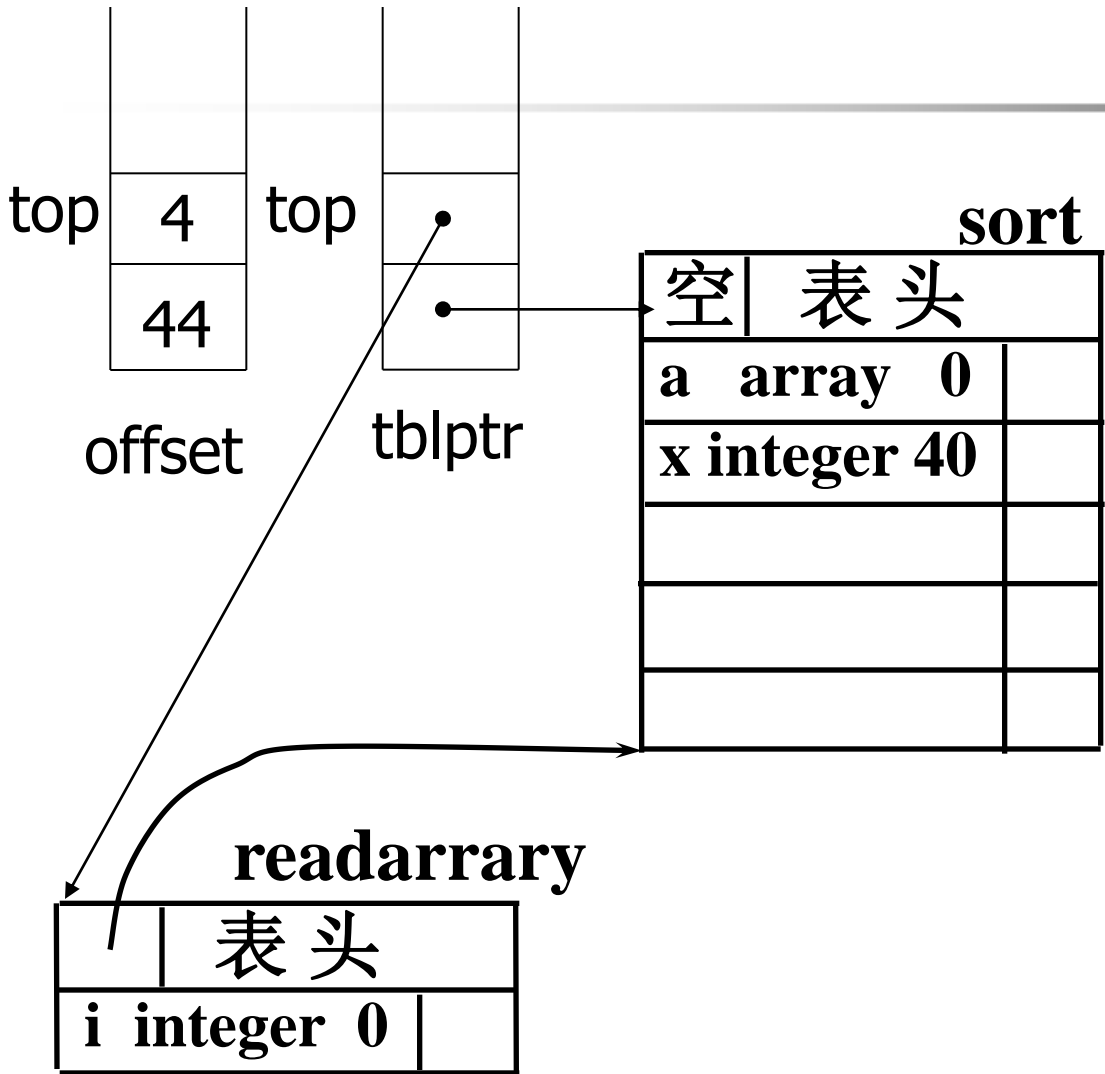 top 4 top
44
offset tblptr
sort
空 表 头
a array 0
x integer 40
readarrary
表 头
i integer 0